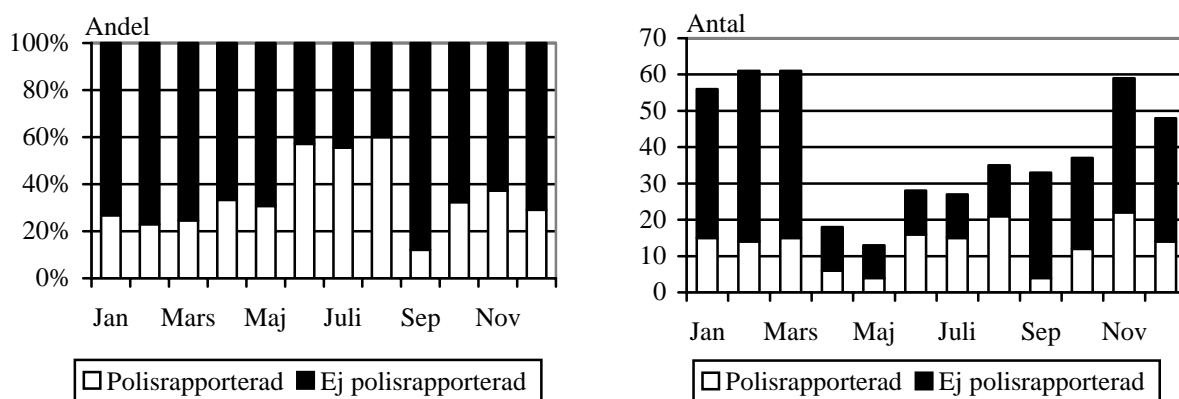 Andel
100%
80%
60%
40%
20%
0%
Jan Mars Maj Juli Sep Nov
Polisrapporterad Ej polisrapporterad
Antal
70
60
50
40
30
20
10
0
Jan Mars Maj Juli Sep Nov
Polisrapporterad Ej polisrapporterad